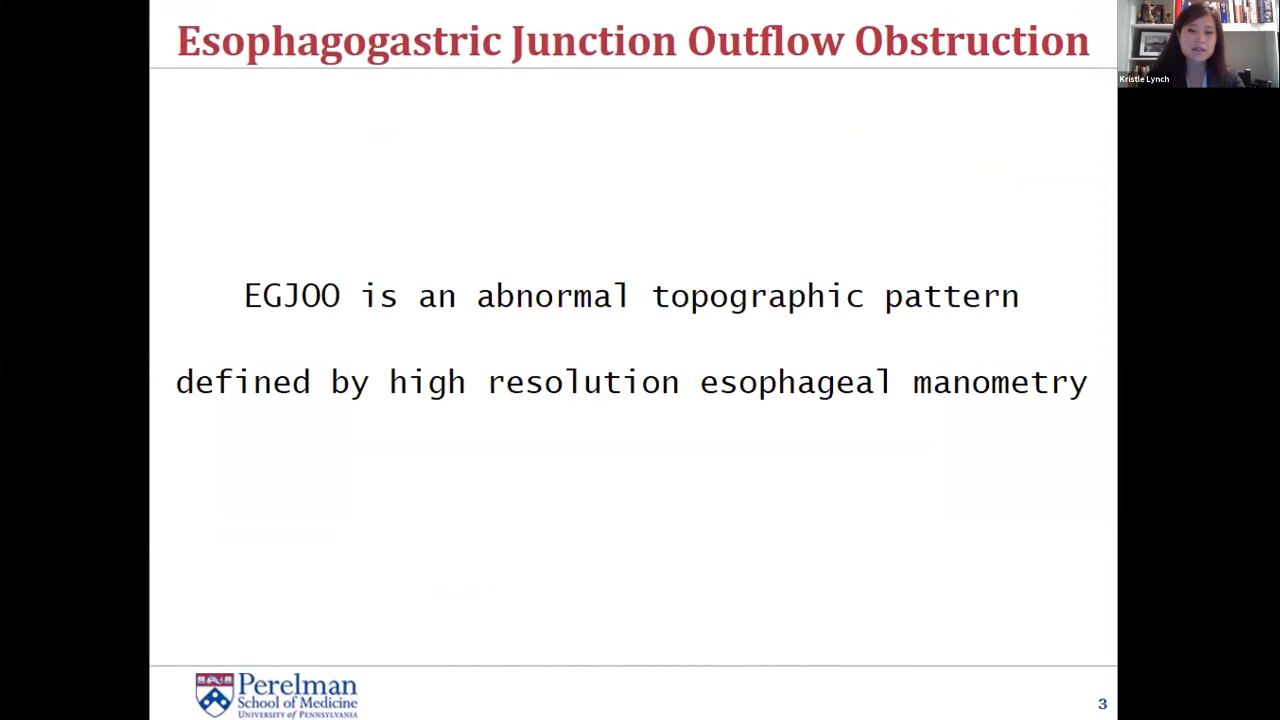 Esophagogastric Junction Outflow Obstruction
Kristle Lynch
EGJOO is an abnormal topographic pattern
defined by high resolution esophageal manometry
Perelman
School of Medicine
UNIVERSITY of PENNSYLVANIA
3